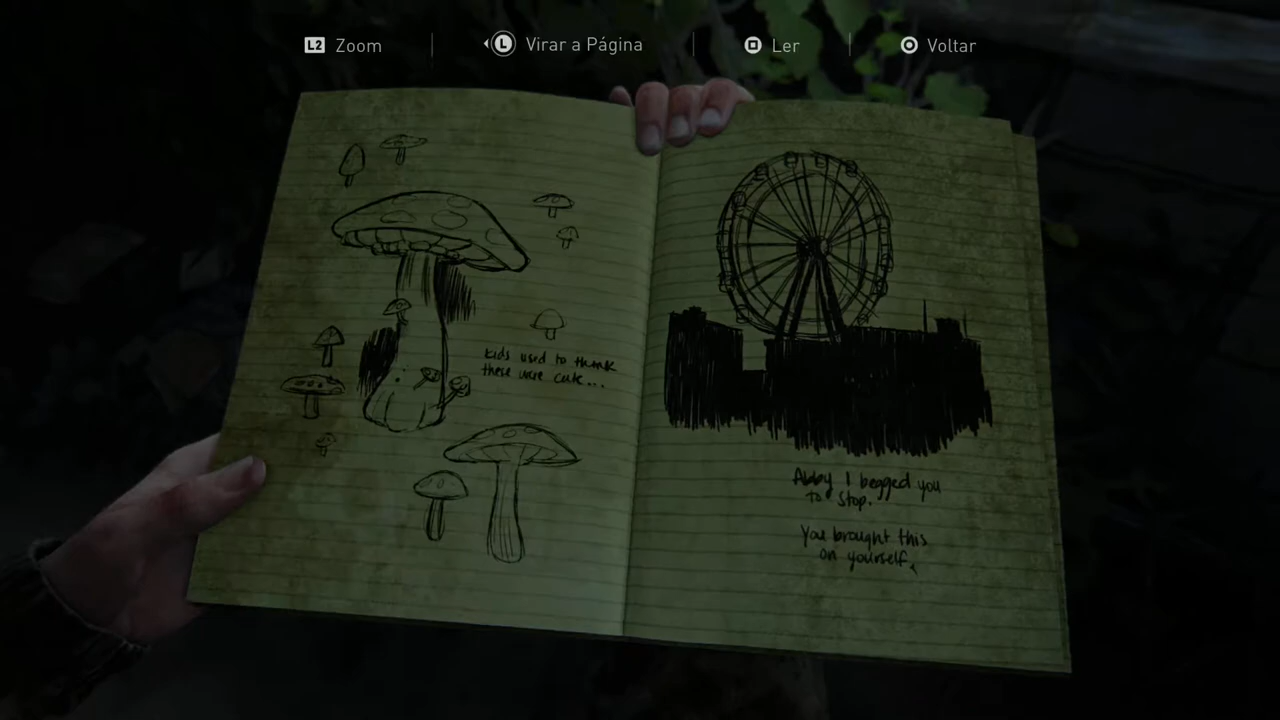 L2 Zoom
L Virar a Página
Ler
Voltar
kids used to think
these were cute...
Abby I begged you
to stop.
You brought this
on yourself.